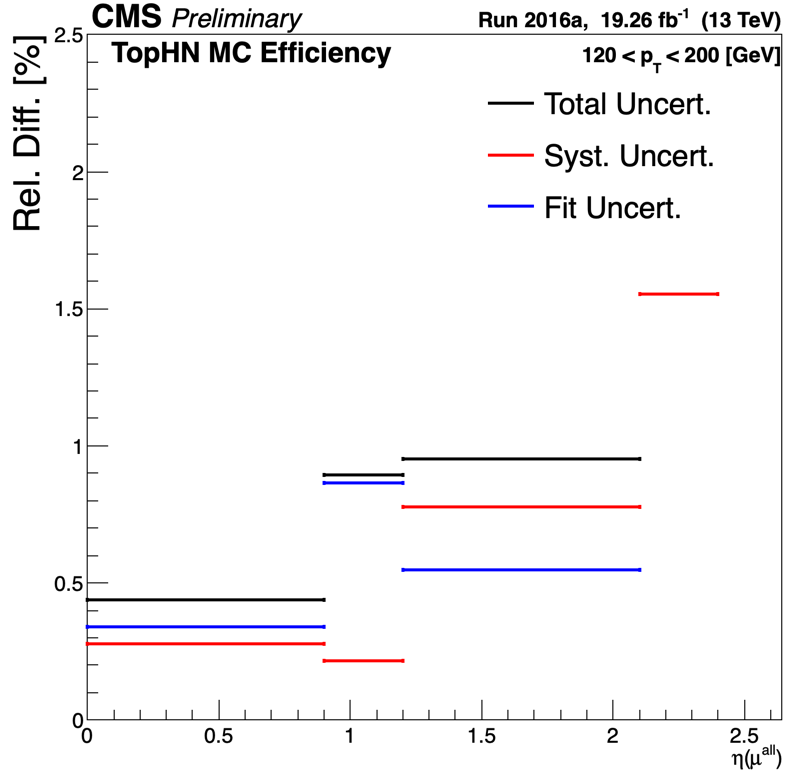 CMS Preliminary Run 2016a, 19.26 fb⁻¹ (13 TeV)
TopHN MC Efficiency 120 < p_T < 200 [GeV]
Rel. Diff. [%]
Total Uncert.
Syst. Uncert.
Fit Uncert.
2.5
2
1.5
1
0.5
0
0 0.5 1 1.5 2 2.5
η(μ^all)